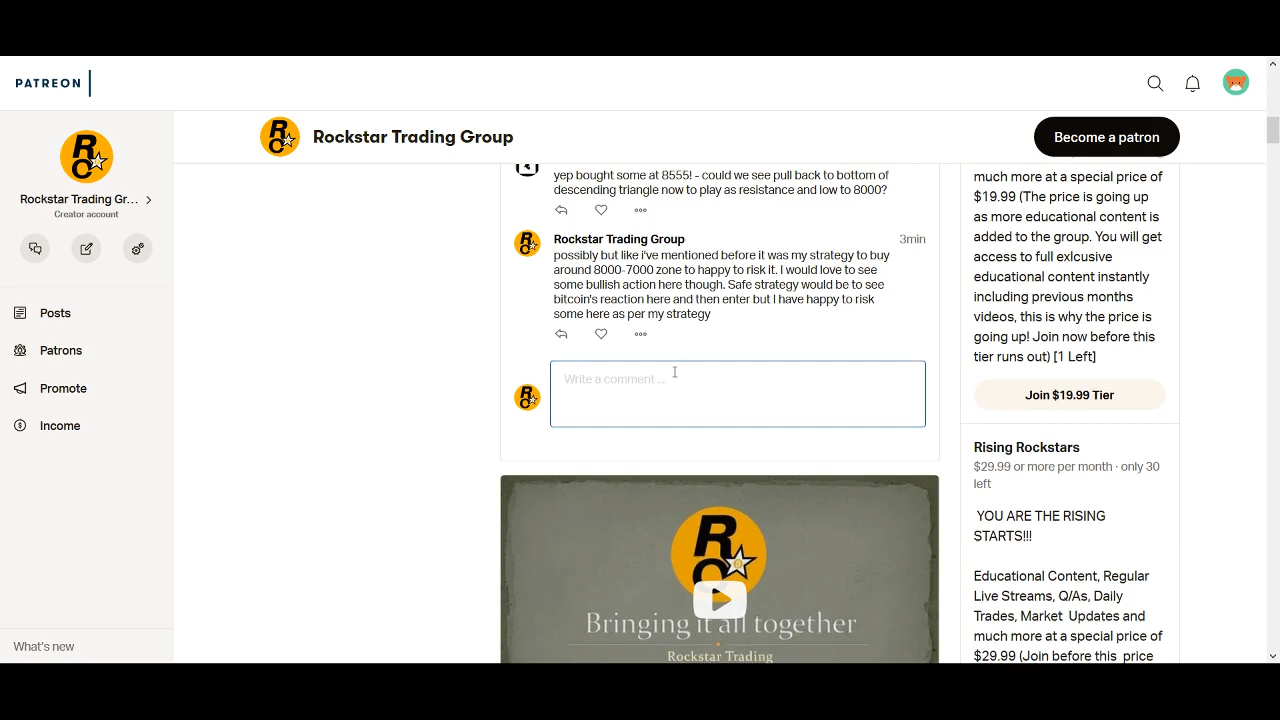 PATREON
Rockstar Trading Group
Become a patron
Rockstar Trading Gr...
Creator account
Posts
Patrons
Promote
Income
What's new
yep bought some at 8555! - could we see pull back to bottom of
descending triangle now to play as resistance and low to 8000?
Rockstar Trading Group
3min
possibly but like i've mentioned before it was my strategy to buy
around 8000-7000 zone to happy to risk it. I would love to see
some bullish action here though. Safe strategy would be to see
bitcoin's reaction here and then enter but I have happy to risk
some here as per my strategy
Write a comment ...
Bringing it all together
Rockstar Trading
much more at a special price of
$19.99 (The price is going up
as more educational content is
added to the group. You will get
access to full exlcusive
educational content instantly
including previous months
videos, this is why the price is
going up! Join now before this
tier runs out) [1 Left]
Join $19.99 Tier
Rising Rockstars
$29.99 or more per month · only 30
left
YOU ARE THE RISING
STARTS!!!
Educational Content, Regular
Live Streams, Q/As, Daily
Trades, Market Updates and
much more at a special price of
$29.99 (Join before this price